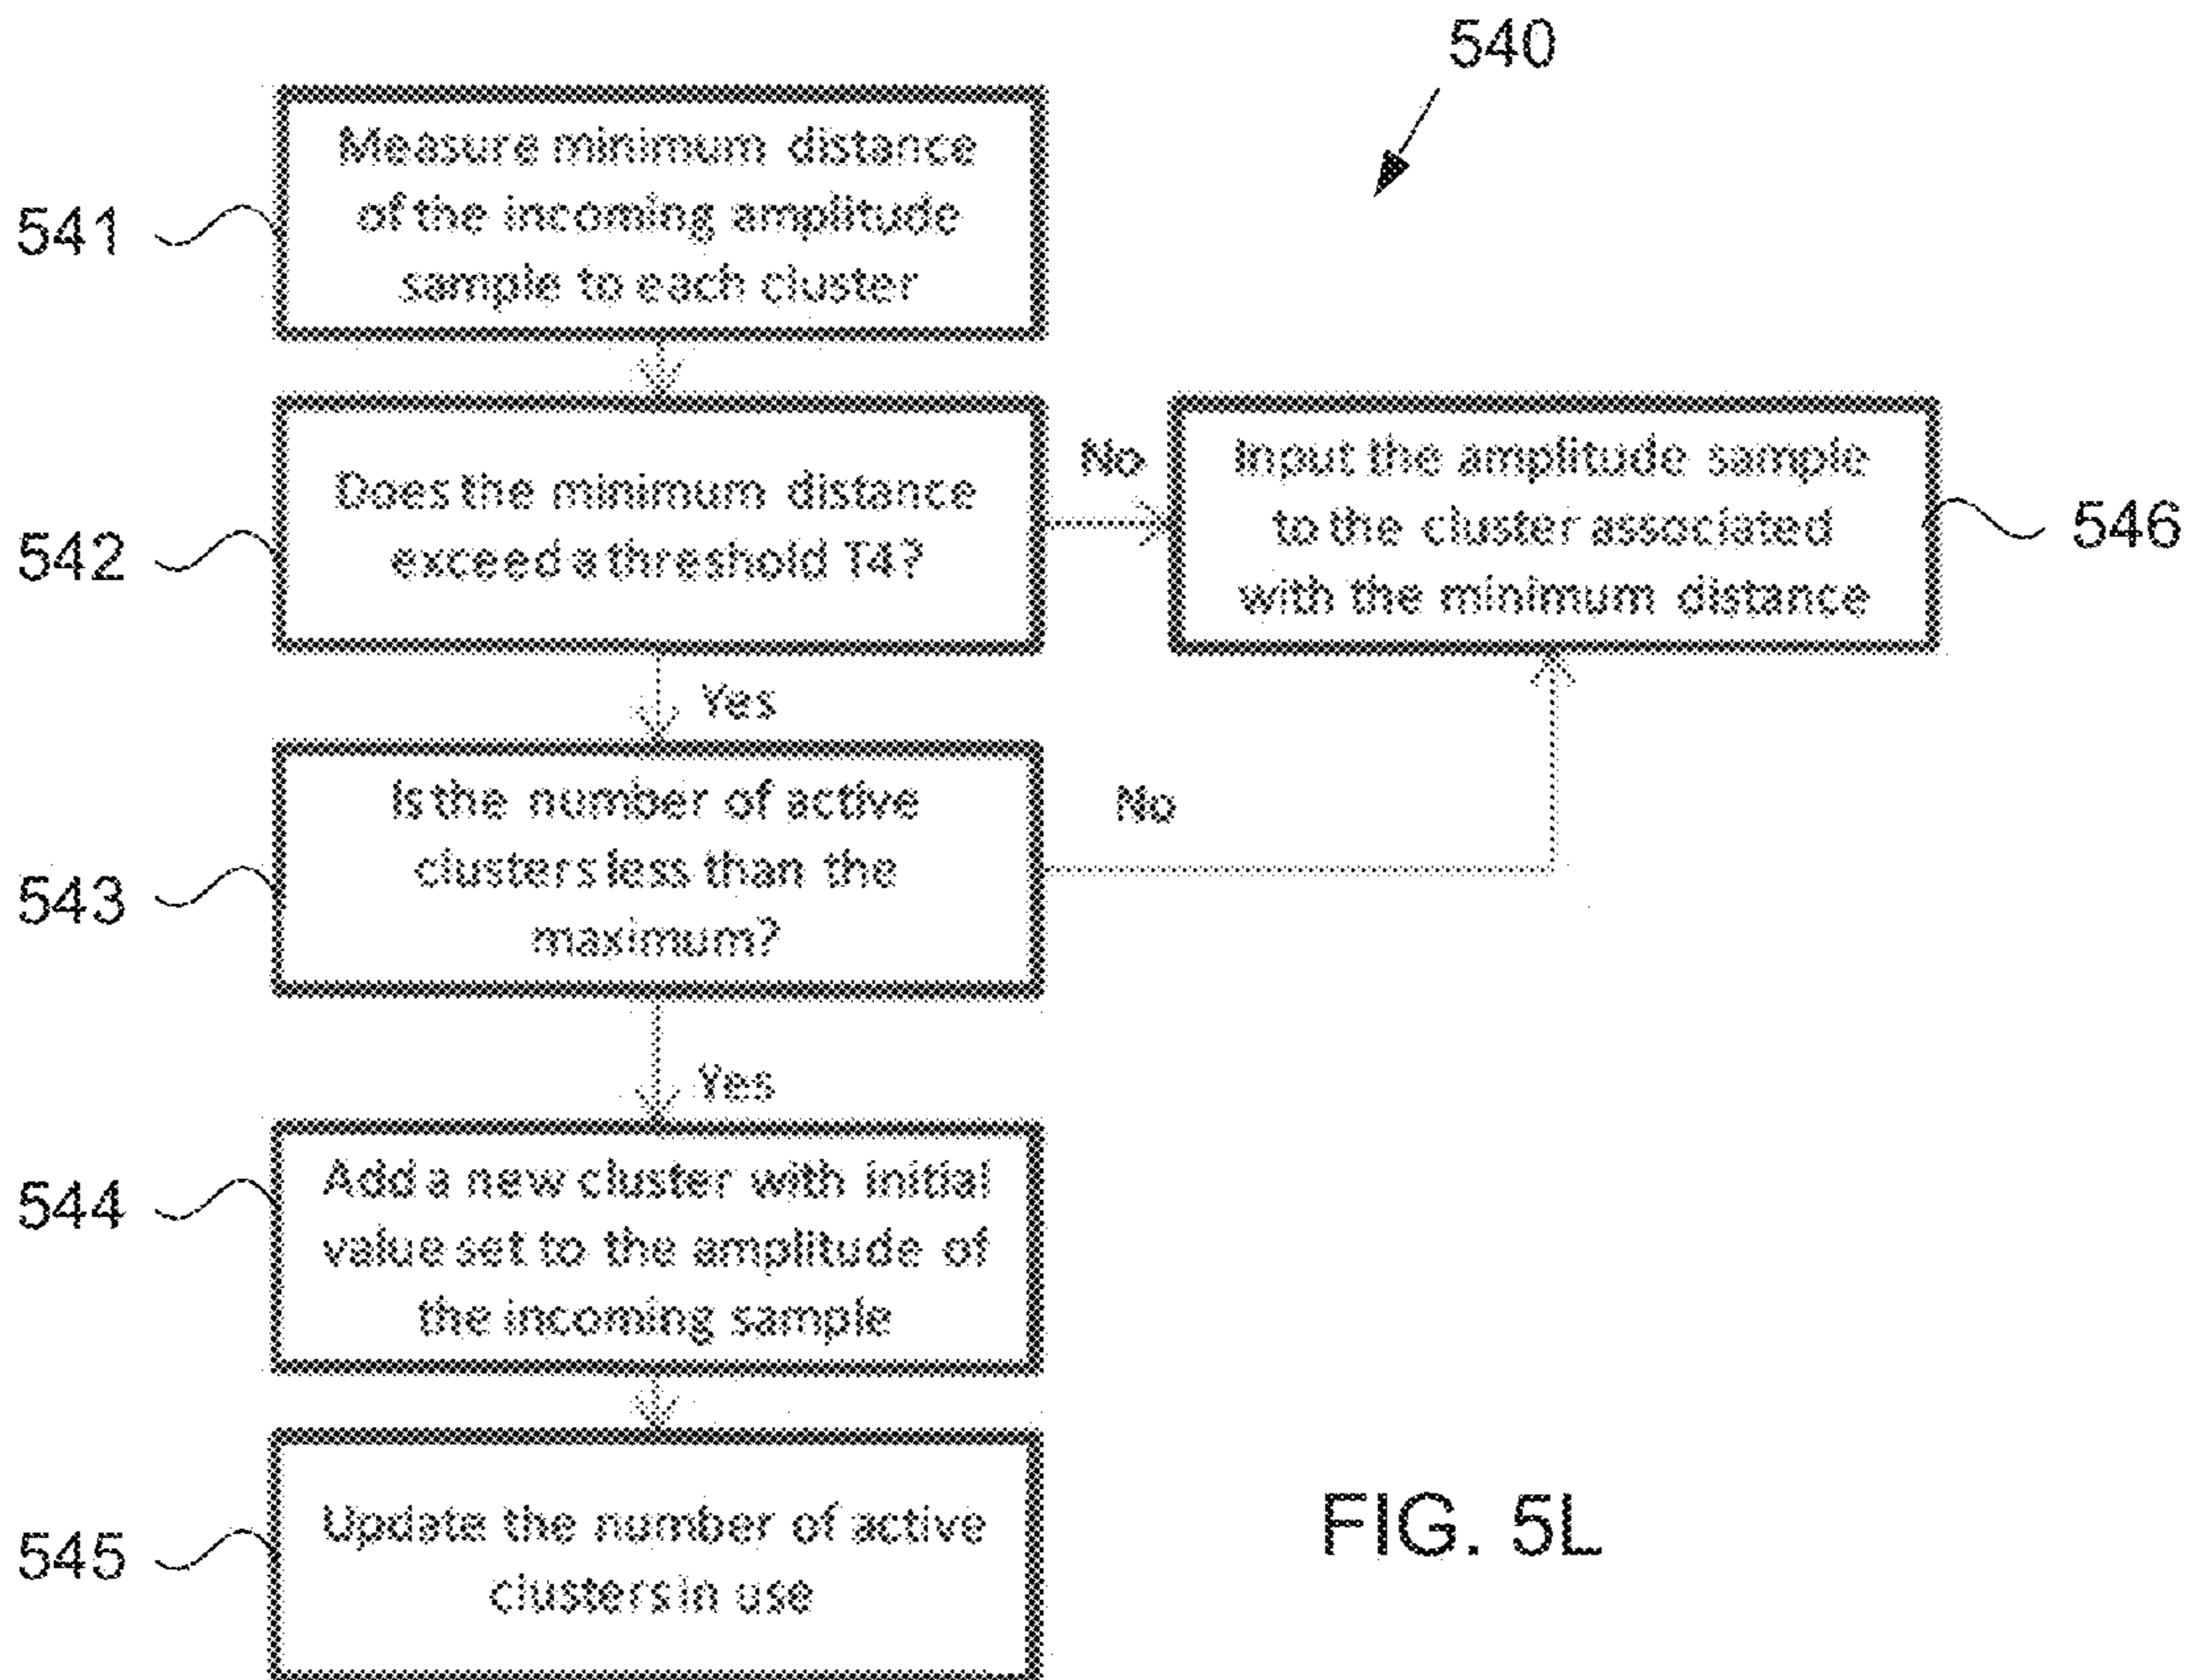 540
541
Measure minimum distance
of the incoming amplitude
sample to each cluster
542
Does the minimum distance
exceed a threshold T4?
No
Input the amplitude sample
to the cluster associated
with the minimum distance
546
Yes
543
Is the number of active
clusters less than the
maximum?
No
Yes
544
Add a new cluster with initial
value set to the amplitude of
the incoming sample
545
Update the number of active
clusters in use
FIG. 5L